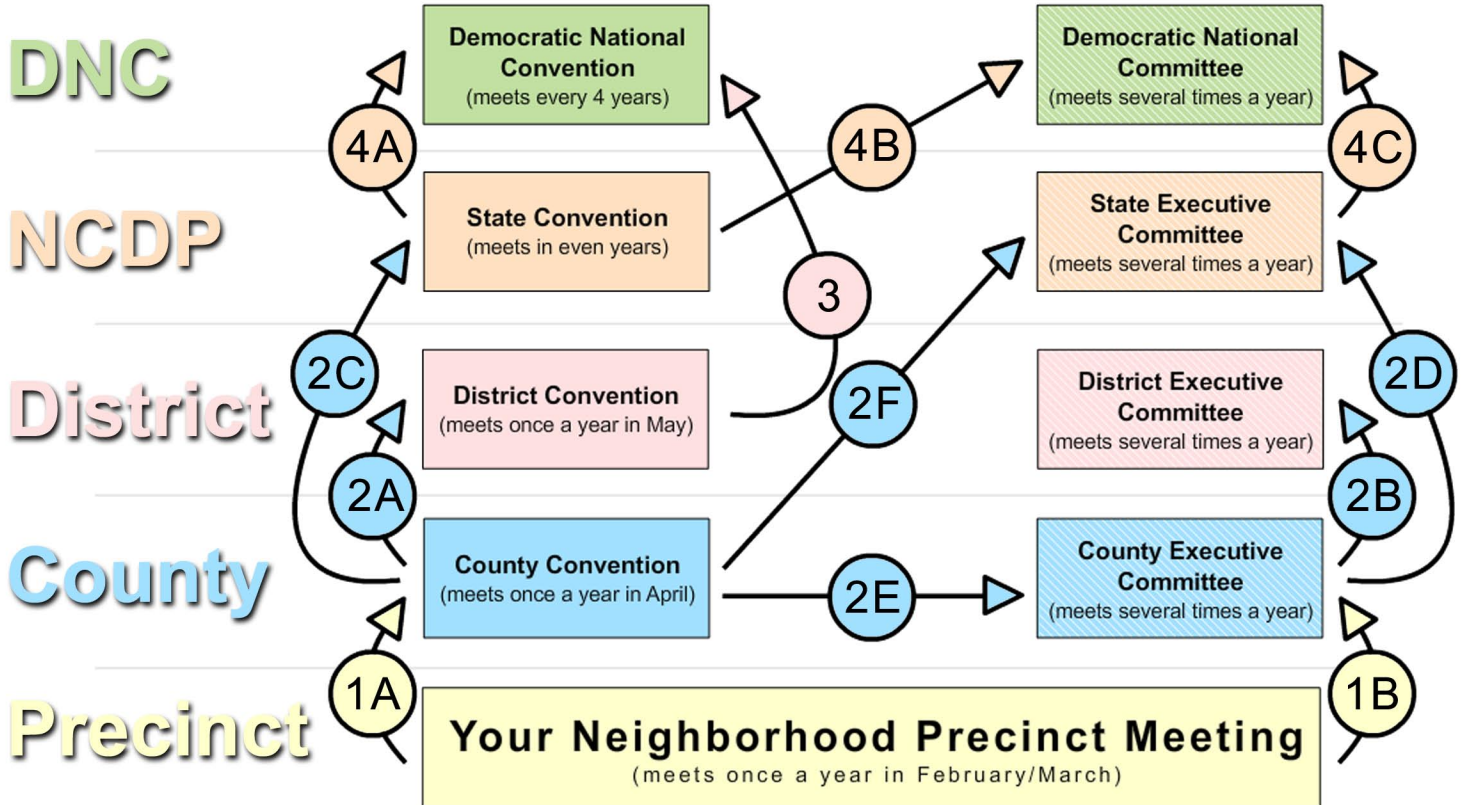 DNC
Democratic National
Convention
(meets every 4 years)
Democratic National
Committee
(meets several times a year)
4A
4B
4C
NCDP
State Convention
(meets in even years)
State Executive
Committee
(meets several times a year)
3
2C
2F
2D
District
District Convention
(meets once a year in May)
District Executive
Committee
(meets several times a year)
2A
2B
County
County Convention
(meets once a year in April)
2E
County Executive
Committee
(meets several times a year)
1A
1B
Precinct
Your Neighborhood Precinct Meeting
(meets once a year in February/March)